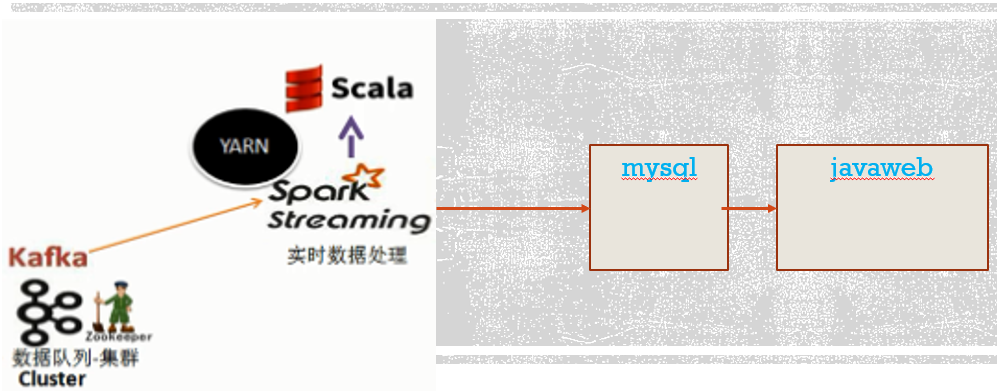 Scala
YARN
Spark
Streaming
实时数据处理
Kafka
ZooKeeper
数据队列-集群
Cluster
mysql
javaweb